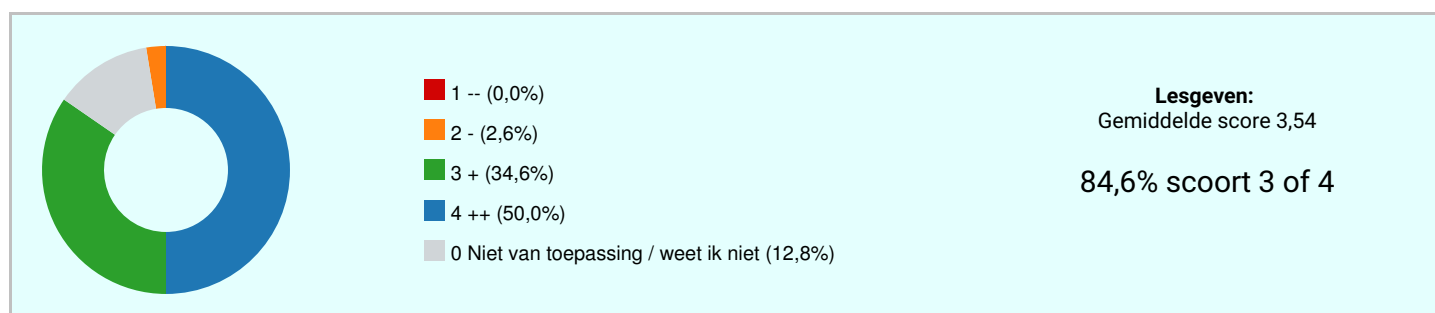 1 -- (0,0%)
2 - (2,6%)
3 + (34,6%)
4 ++ (50,0%)
0 Niet van toepassing / weet ik niet (12,8%)
Lesgeven:
Gemiddelde score 3,54
84,6% scoort 3 of 4